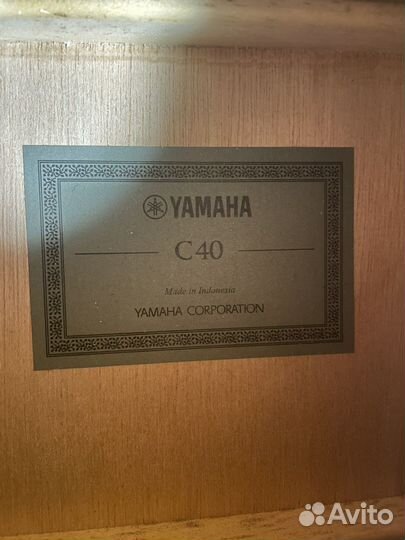 YAMAHA
C40
Made in Indonesia
YAMAHA CORPORATION
Avito